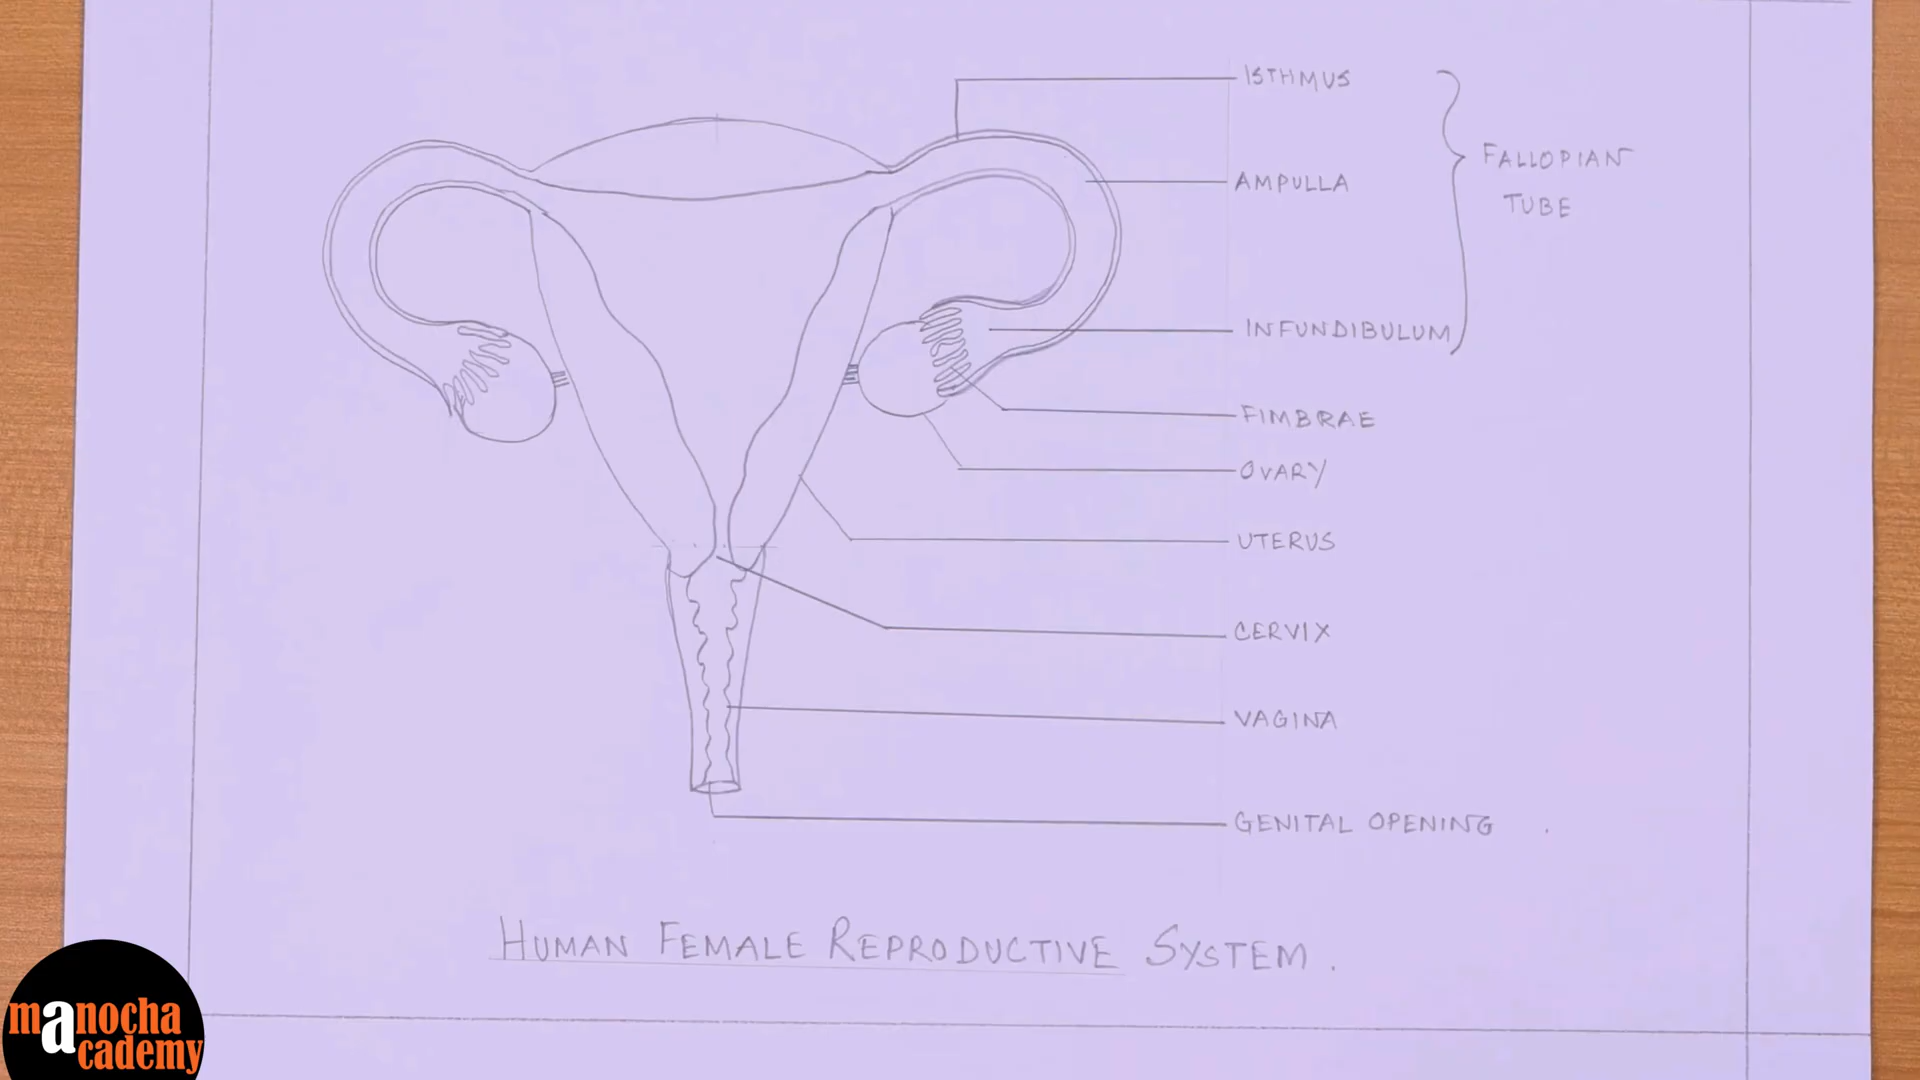 ISTHMUS
AMPULLA
FALLOPIAN
TUBE
INFUNDIBULUM
FIMBRAE
OVARY
UTERUS
CERVIX
VAGINA
GENITAL OPENING
HUMAN FEMALE REPRODUCTIVE SYSTEM.
manocha
academy